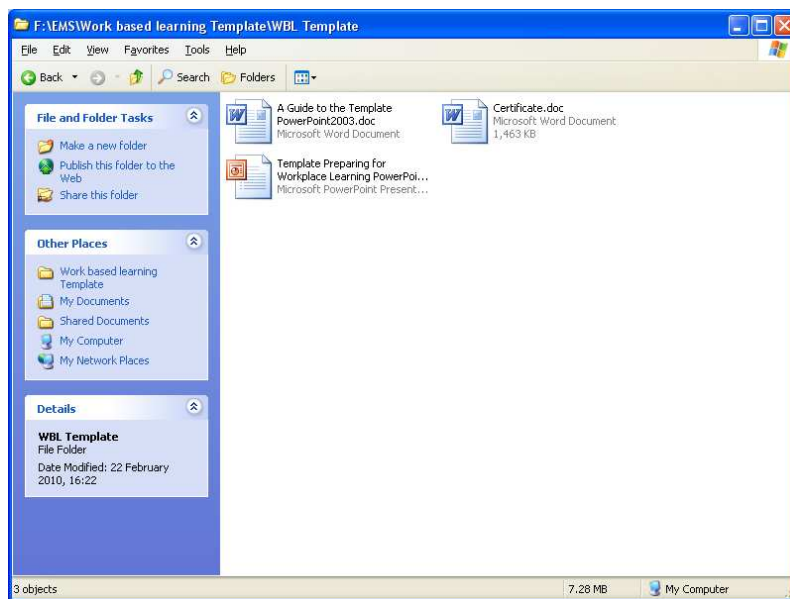 F:\EMS\Work based learning Template\WBL Template
File Edit View Favorites Tools Help
Back Search Folders
File and Folder Tasks
Make a new folder
Publish this folder to the
Web
Share this folder
Other Places
Work based learning
Template
My Documents
Shared Documents
My Computer
My Network Places
Details
WBL Template
File Folder
Date Modified: 22 February
2010, 16:22
A Guide to the Template
PowerPoint2003.doc
Microsoft Word Document
Certificate.doc
Microsoft Word Document
1,463 KB
Template Preparing for
Workplace Learning PowerPoi...
Microsoft PowerPoint Present...
3 objects 7.28 MB My Computer